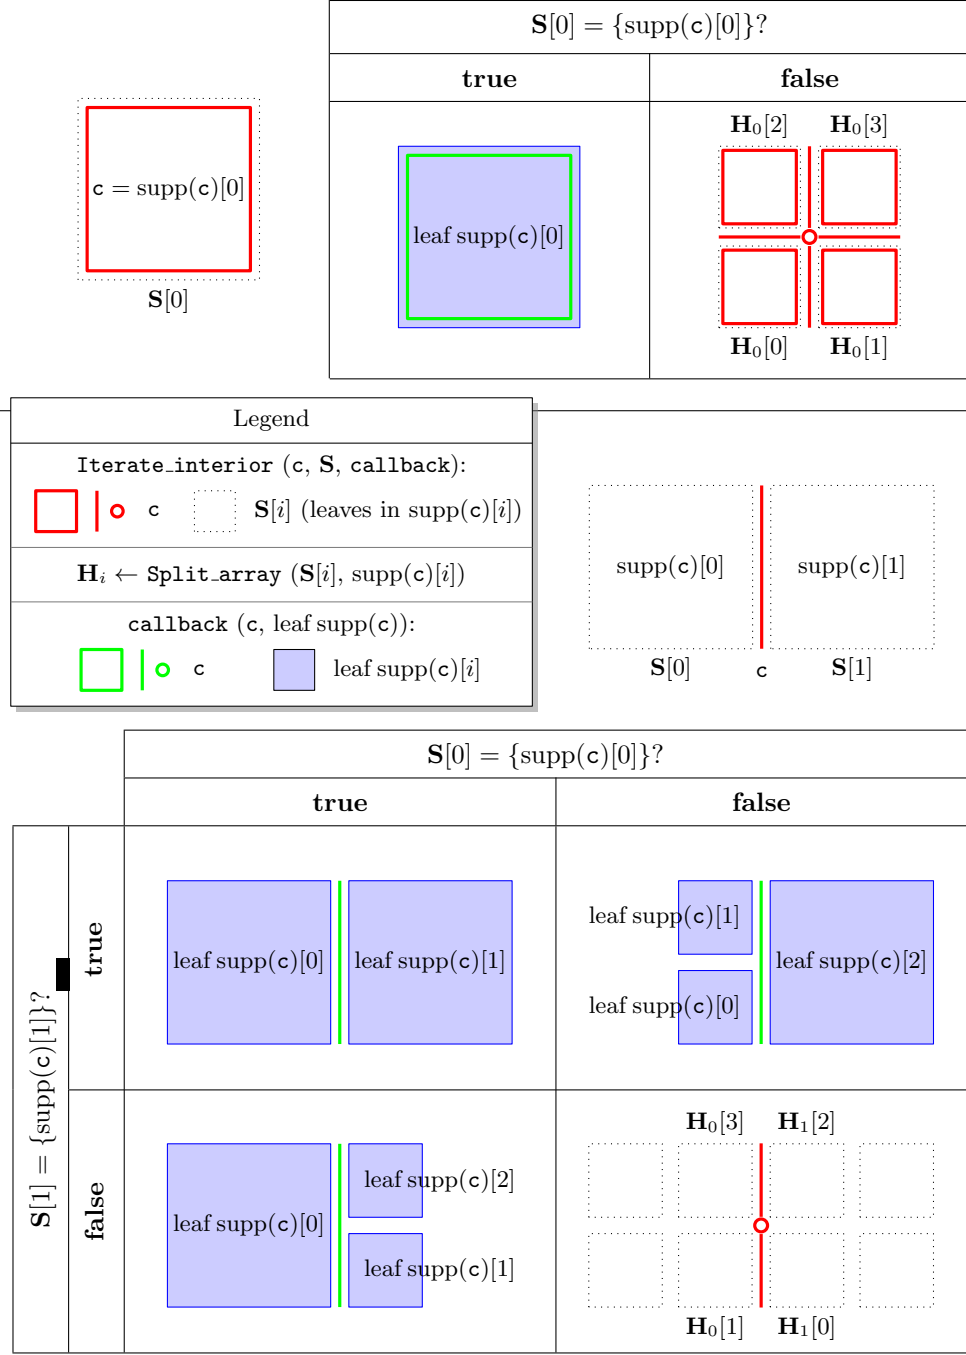 S[0] = {supp(c)[0]}?
true false
c = supp(c)[0]
S[0]
leaf supp(c)[0]
H₀[2] H₀[3]
H₀[0] H₀[1]
Legend
Iterate_interior (c, S, callback):
c S[i] (leaves in supp(c)[i])
Hᵢ ← Split_array (S[i], supp(c)[i])
callback (c, leaf supp(c)):
c leaf supp(c)[i]
supp(c)[0] supp(c)[1]
S[0] c S[1]
S[0] = {supp(c)[0]}?
true false
S[1] = {supp(c)[1]}?
true
leaf supp(c)[0] leaf supp(c)[1]
leaf supp(c)[1]
leaf supp(c)[0]
leaf supp(c)[2]
false
leaf supp(c)[0]
leaf supp(c)[2]
leaf supp(c)[1]
H₀[3] H₁[2]
H₀[1] H₁[0]